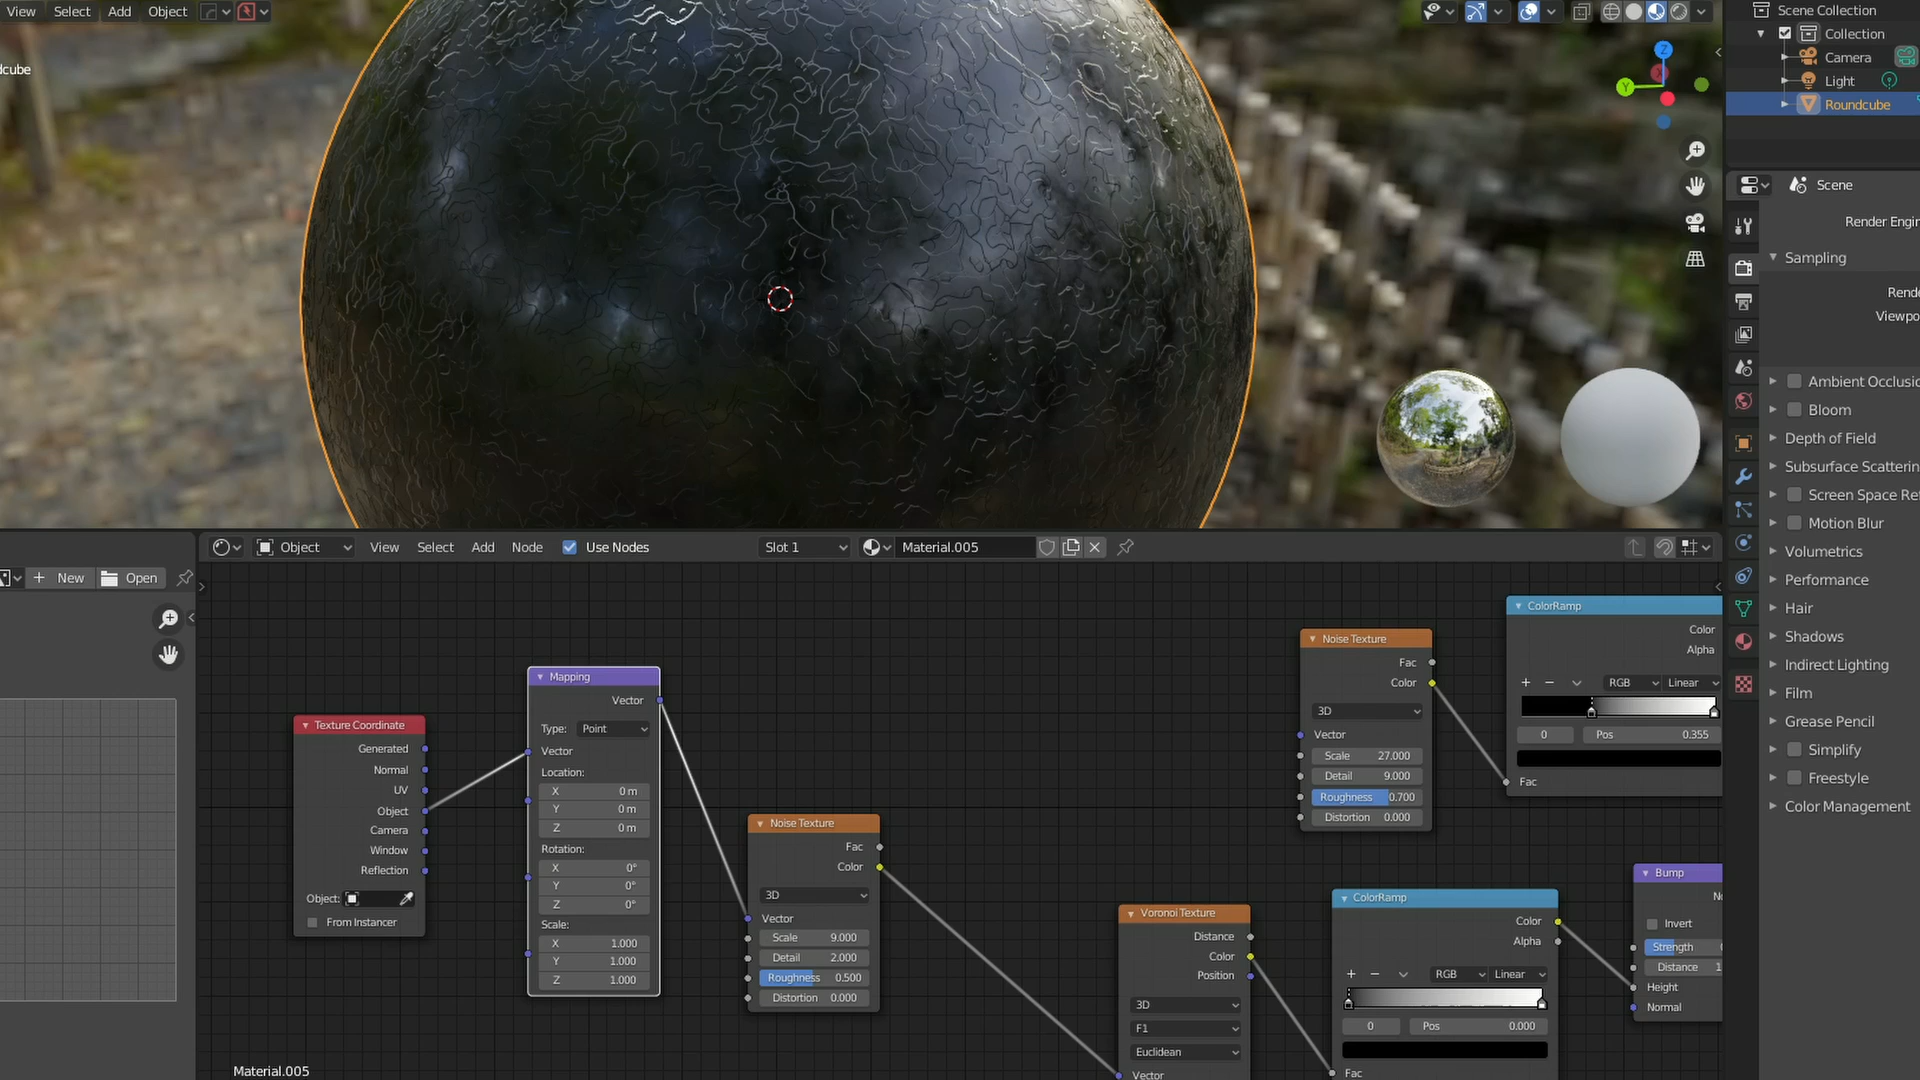 View Select Add Object
dcube
Scene Collection
Collection
Camera
Light
Roundcube
Scene
Render Engin
Sampling
Rende
Viewpo
Ambient Occlusio
Bloom
Depth of Field
Subsurface Scatterin
Screen Space Ref
Motion Blur
Volumetrics
Performance
Hair
Shadows
Indirect Lighting
Film
Grease Pencil
Simplify
Freestyle
Color Management
X
Y
Z
New Open
Object View Select Add Node Use Nodes Slot 1 Material.005
Texture Coordinate
Generated
Normal
UV
Object
Camera
Window
Reflection
Object:
From Instancer
Mapping
Vector
Type: Point
Vector
Location:
X 0 m
Y 0 m
Z 0 m
Rotation:
X 0°
Y 0°
Z 0°
Scale:
X 1.000
Y 1.000
Z 1.000
Noise Texture
Fac
Color
3D
Vector
Scale 9.000
Detail 2.000
Roughness 0.500
Distortion 0.000
Noise Texture
Fac
Color
3D
Vector
Scale 27.000
Detail 9.000
Roughness 0.700
Distortion 0.000
ColorRamp
Color
Alpha
RGB Linear
0 Pos 0.355
Fac
Voronoi Texture
Distance
Color
Position
3D
F1
Euclidean
Vector
ColorRamp
Color
Alpha
RGB Linear
0 Pos 0.000
Fac
Bump
No
Invert
Strength
Distance 1
Height
Normal
Material.005